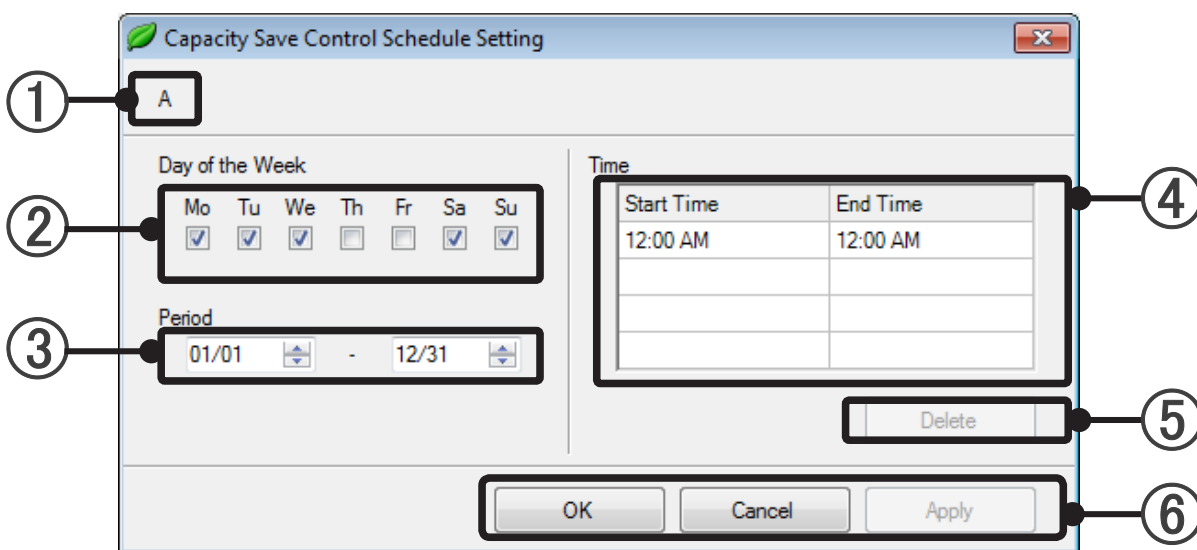 Capacity Save Control Schedule Setting
① A
Day of the Week
② Mo Tu We Th Fr Sa Su
Period
③ 01/01 - 12/31
Time
Start Time End Time ④
12:00 AM 12:00 AM
Delete ⑤
OK Cancel Apply ⑥